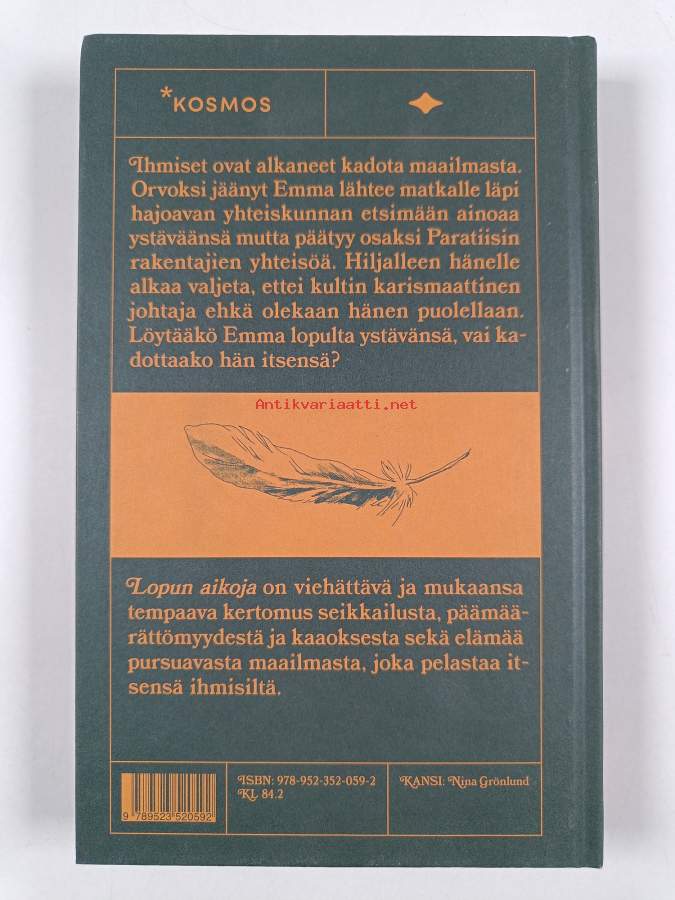 *KOSMOS
Ihmiset ovat alkaneet kadota maailmasta.
Orvoksi jäänyt Emma lähtee matkalle läpi
hajoavan yhteiskunnan etsimään ainoaa
ystäväänsä mutta päätyy osaksi Paratiisin
rakentajien yhteisöä. Hiljalleen hänelle
alkaa valjeta, ettei kultin karismaattinen
johtaja ehkä olekaan hänen puolellaan.
Löytääkö Emma lopulta ystävänsä, vai ka-
dottaako hän itsensä?
Antikvariaatti.net
Lopun aikoja on viehättävä ja mukaansa
tempaava kertomus seikkailusta, päämää-
rättömyydestä ja kaaoksesta sekä elämää
pursuavasta maailmasta, joka pelastaa it-
sensä ihmisiltä.
ISBN: 978-952-352-059-2
KL 84.2
KANSI: Nina Grönlund
9 789523 520592